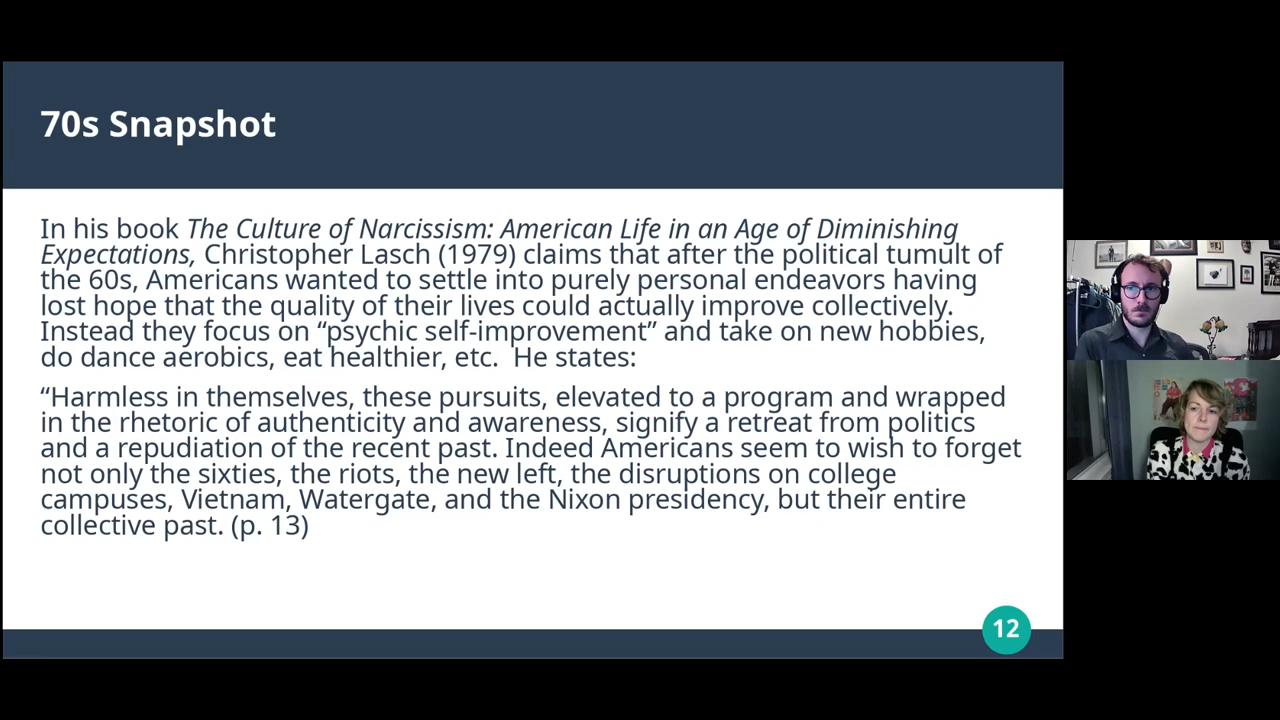 70s Snapshot
In his book The Culture of Narcissism: American Life in an Age of Diminishing
Expectations, Christopher Lasch (1979) claims that after the political tumult of
the 60s, Americans wanted to settle into purely personal endeavors having
lost hope that the quality of their lives could actually improve collectively.
Instead they focus on “psychic self-improvement” and take on new hobbies,
do dance aerobics, eat healthier, etc.  He states:
“Harmless in themselves, these pursuits, elevated to a program and wrapped
in the rhetoric of authenticity and awareness, signify a retreat from politics
and a repudiation of the recent past. Indeed Americans seem to wish to forget
not only the sixties, the riots, the new left, the disruptions on college
campuses, Vietnam, Watergate, and the Nixon presidency, but their entire
collective past. (p. 13)
12